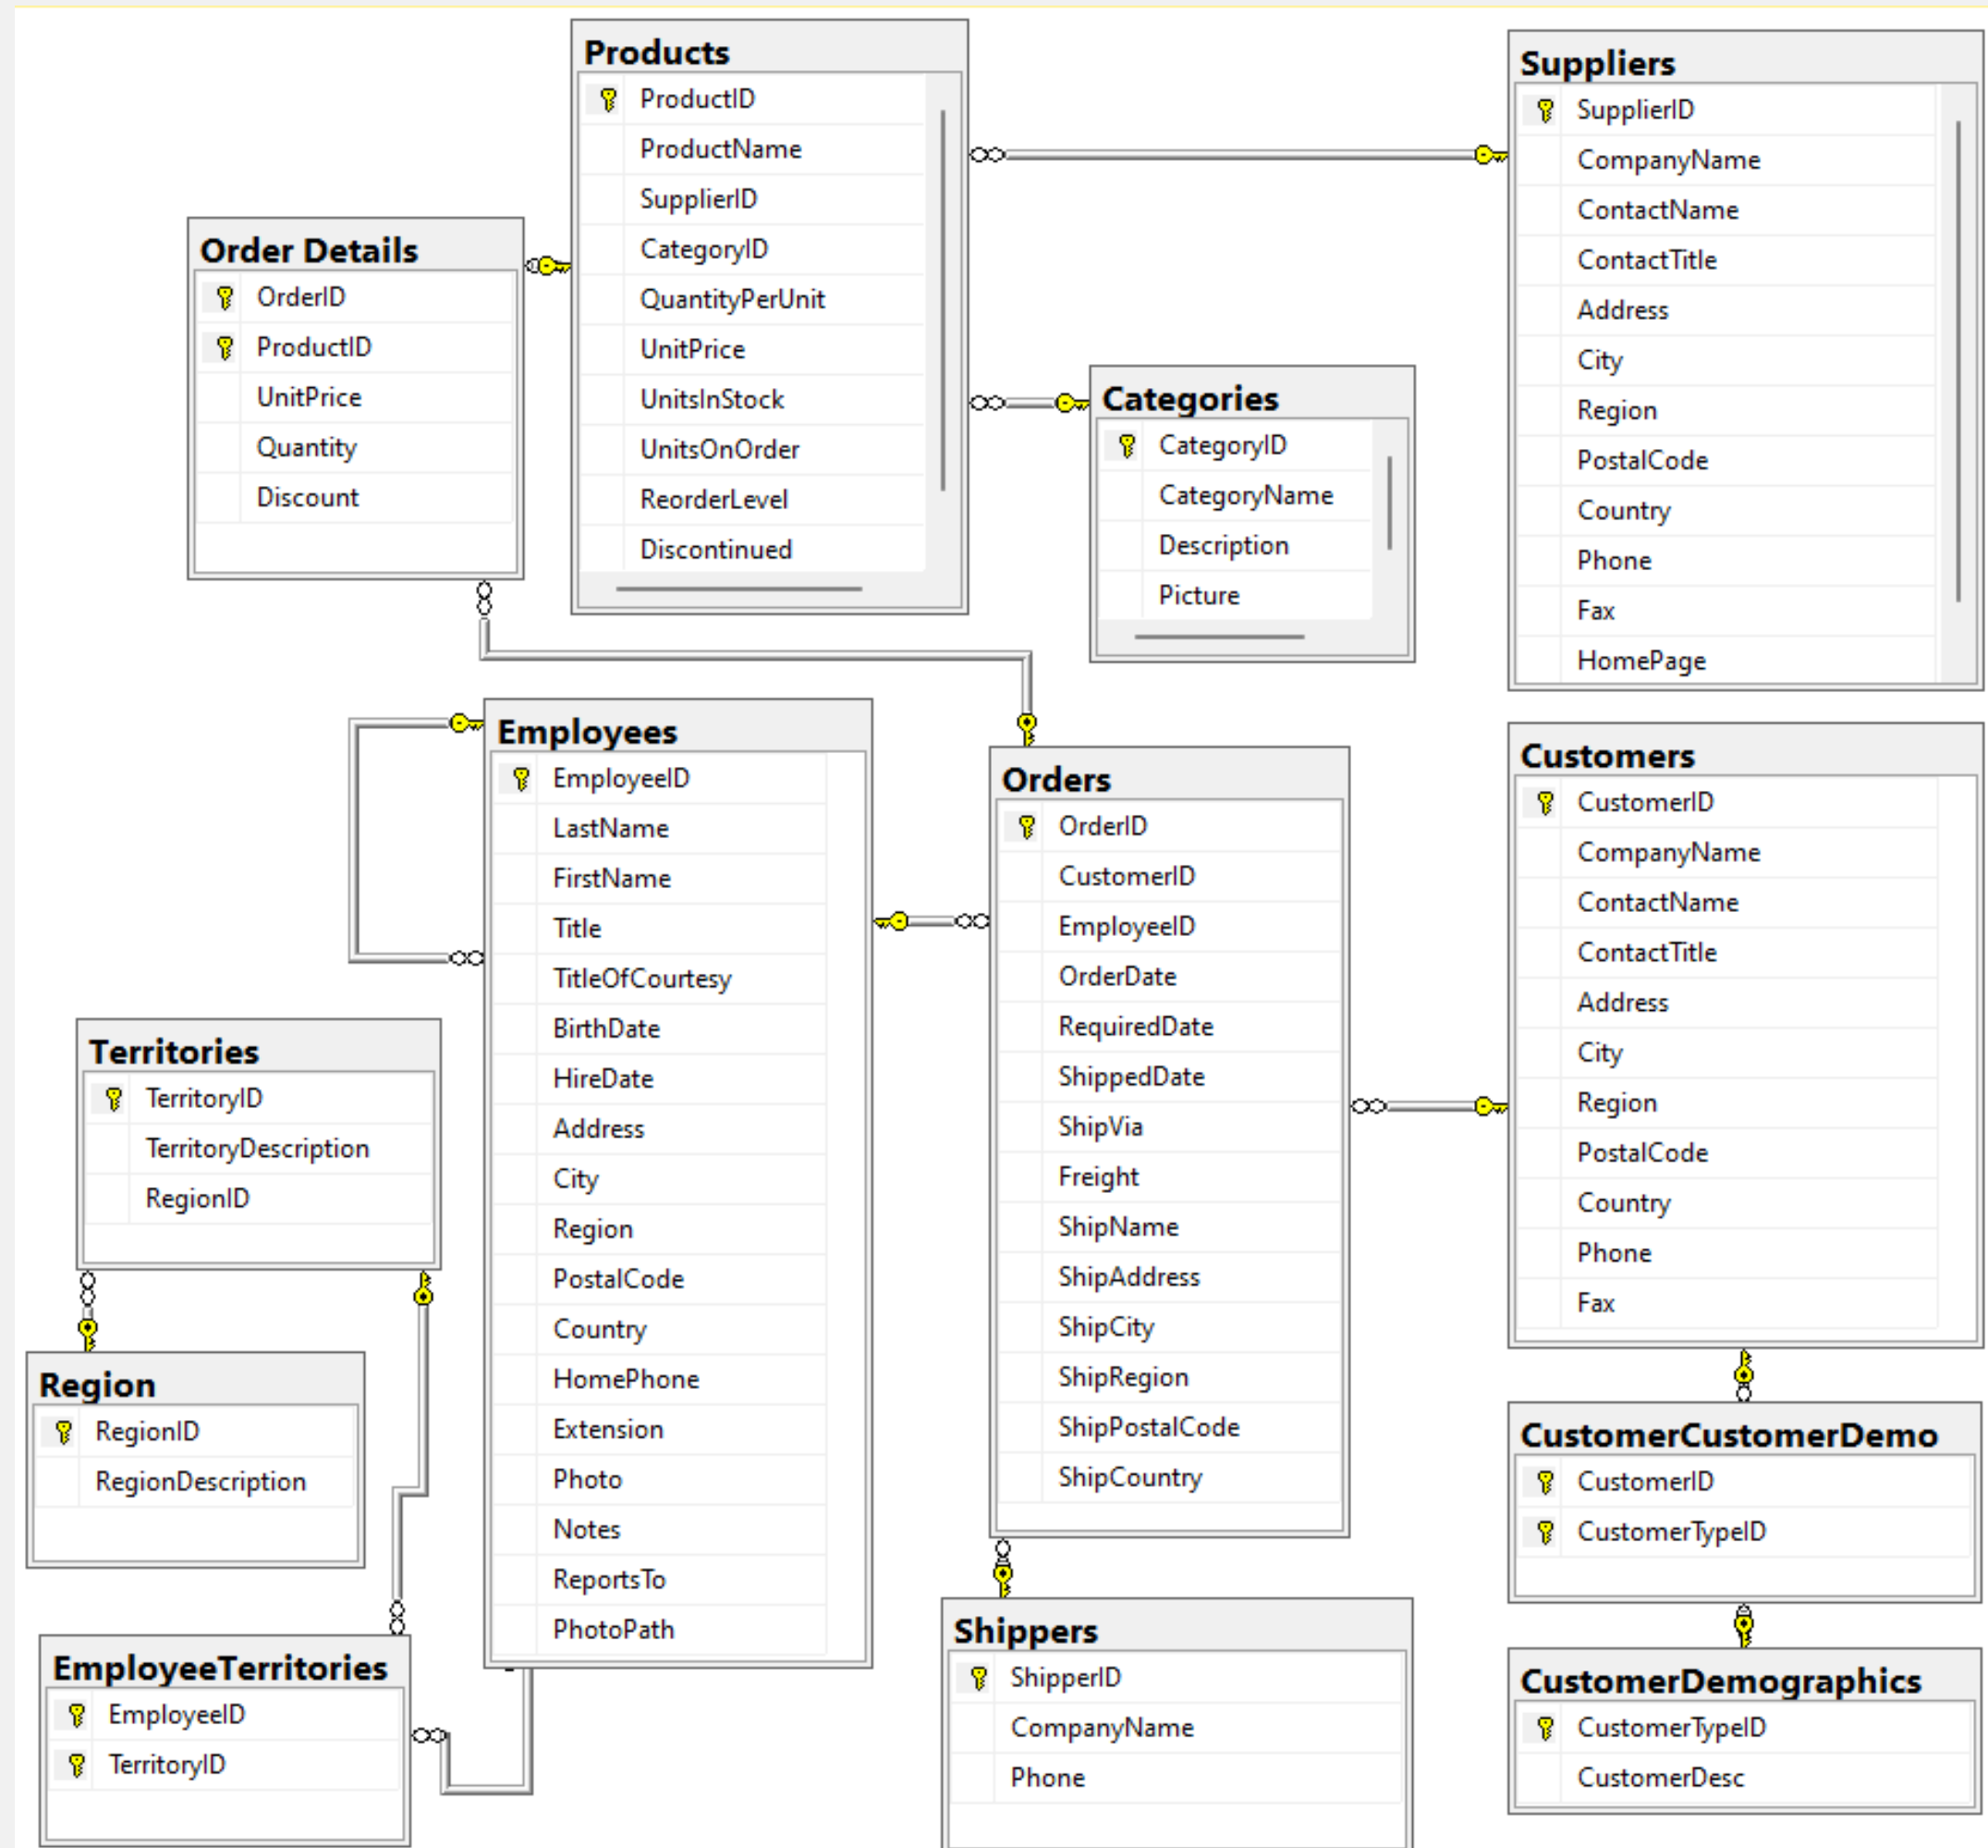 Products
ProductID
ProductName
SupplierID
CategoryID
QuantityPerUnit
UnitPrice
UnitsInStock
UnitsOnOrder
ReorderLevel
Discontinued
Suppliers
SupplierID
CompanyName
ContactName
ContactTitle
Address
City
Region
PostalCode
Country
Phone
Fax
HomePage
Order Details
OrderID
ProductID
UnitPrice
Quantity
Discount
Categories
CategoryID
CategoryName
Description
Picture
Employees
EmployeeID
LastName
FirstName
Title
TitleOfCourtesy
BirthDate
HireDate
Address
City
Region
PostalCode
Country
HomePhone
Extension
Photo
Notes
ReportsTo
PhotoPath
Orders
OrderID
CustomerID
EmployeeID
OrderDate
RequiredDate
ShippedDate
ShipVia
Freight
ShipName
ShipAddress
ShipCity
ShipRegion
ShipPostalCode
ShipCountry
Customers
CustomerID
CompanyName
ContactName
ContactTitle
Address
City
Region
PostalCode
Country
Phone
Fax
Territories
TerritoryID
TerritoryDescription
RegionID
Region
RegionID
RegionDescription
EmployeeTerritories
EmployeeID
TerritoryID
Shippers
ShipperID
CompanyName
Phone
CustomerCustomerDemo
CustomerID
CustomerTypeID
CustomerDemographics
CustomerTypeID
CustomerDesc